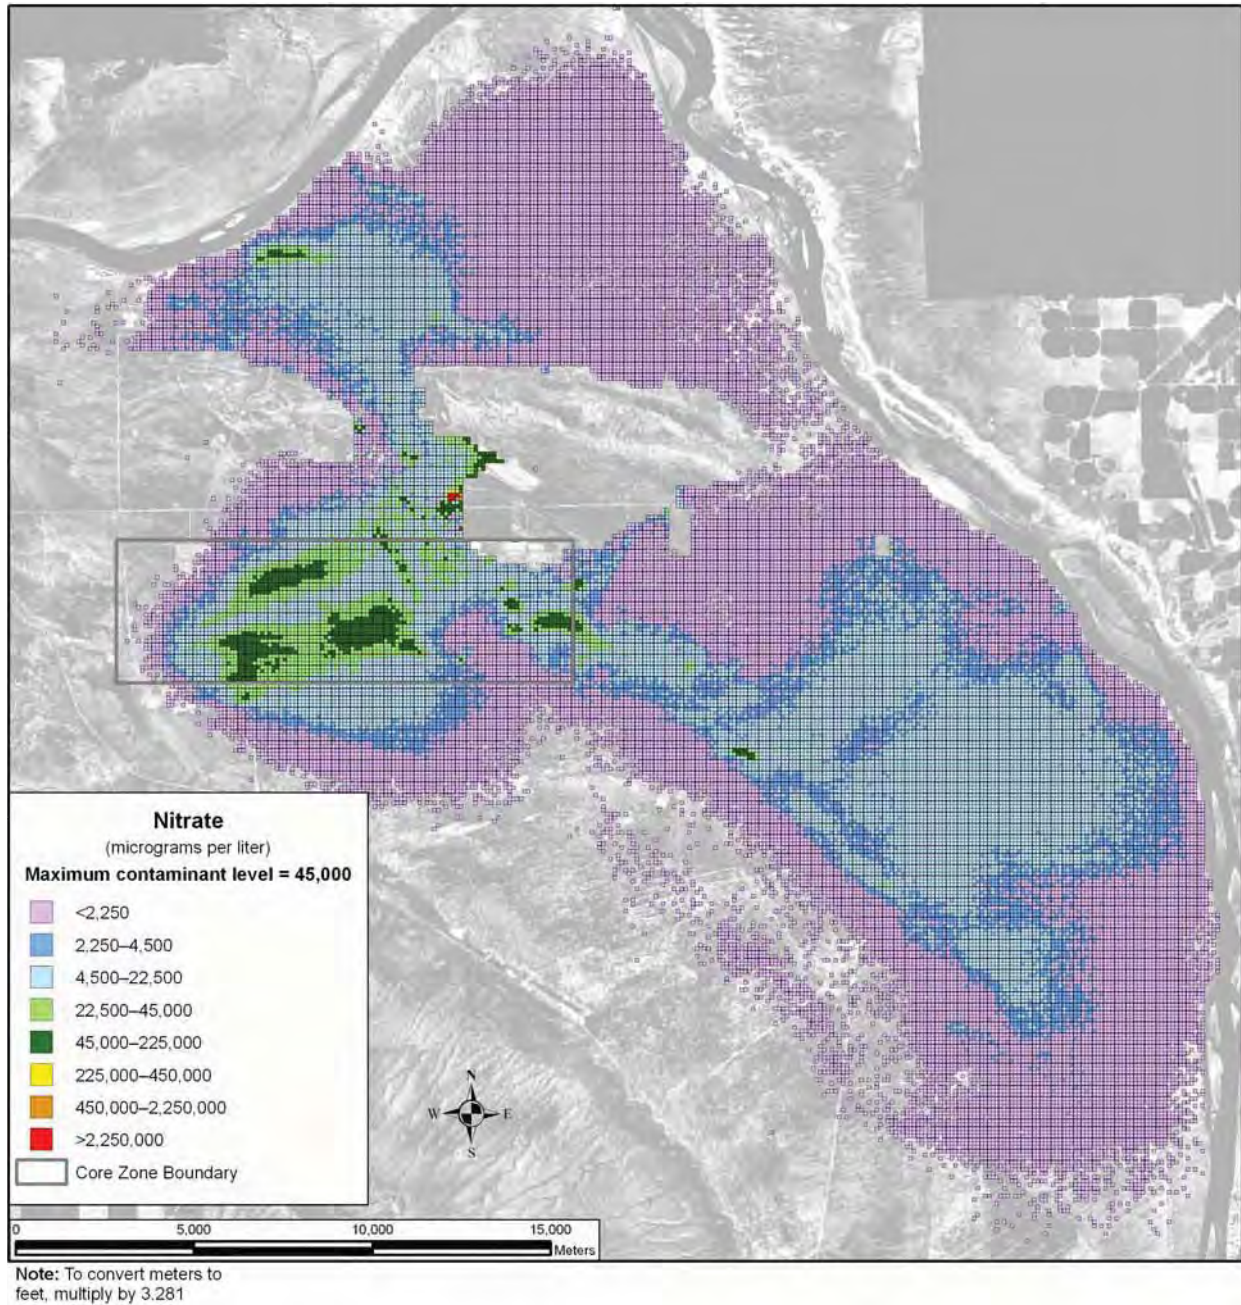 Nitrate
(micrograms per liter)
Maximum contaminant level = 45,000
<2,250
2,250–4,500
4,500–22,500
22,500–45,000
45,000–225,000
225,000–450,000
450,000–2,250,000
>2,250,000
Core Zone Boundary
N
W E
S
0 5,000 10,000 15,000
Meters
Note: To convert meters to
feet, multiply by 3.281